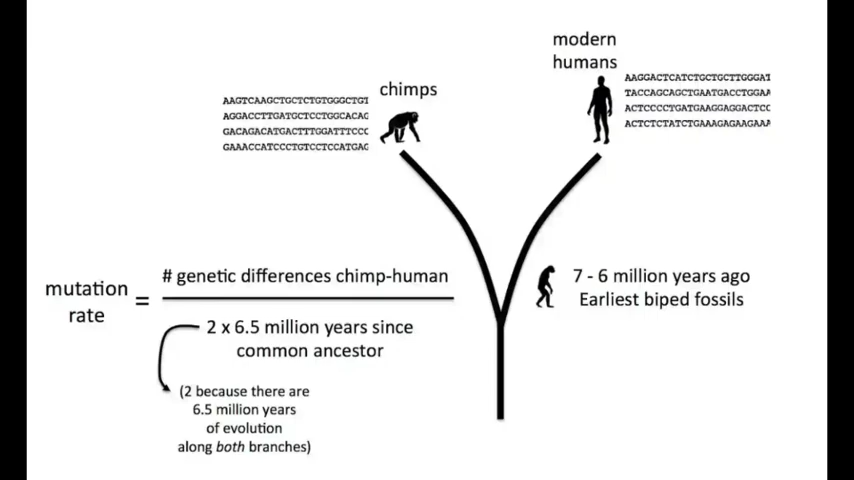 modern
humans
chimps
AAGTCAAGCTGCTCTGTGGGCTGT
AGGACCTTGATGCTCCTGGCACAG
GACAGACATGACTTTGGATTTCCC
GAAACCATCCCTGTCCTCCATGAG
AAGGACTCATCTGCTGCTTGGGAT
TACCAGCAGCTGAATGACCTGGAA
ACTCCCCTGATGAAGGAGGACTCC
ACTCTCTATCTGAAAGAGAAGAAA
mutation
rate
=
# genetic differences chimp-human
2 x 6.5 million years since
common ancestor
(2 because there are
6.5 million years
of evolution
along both branches)
7 - 6 million years ago
Earliest biped fossils